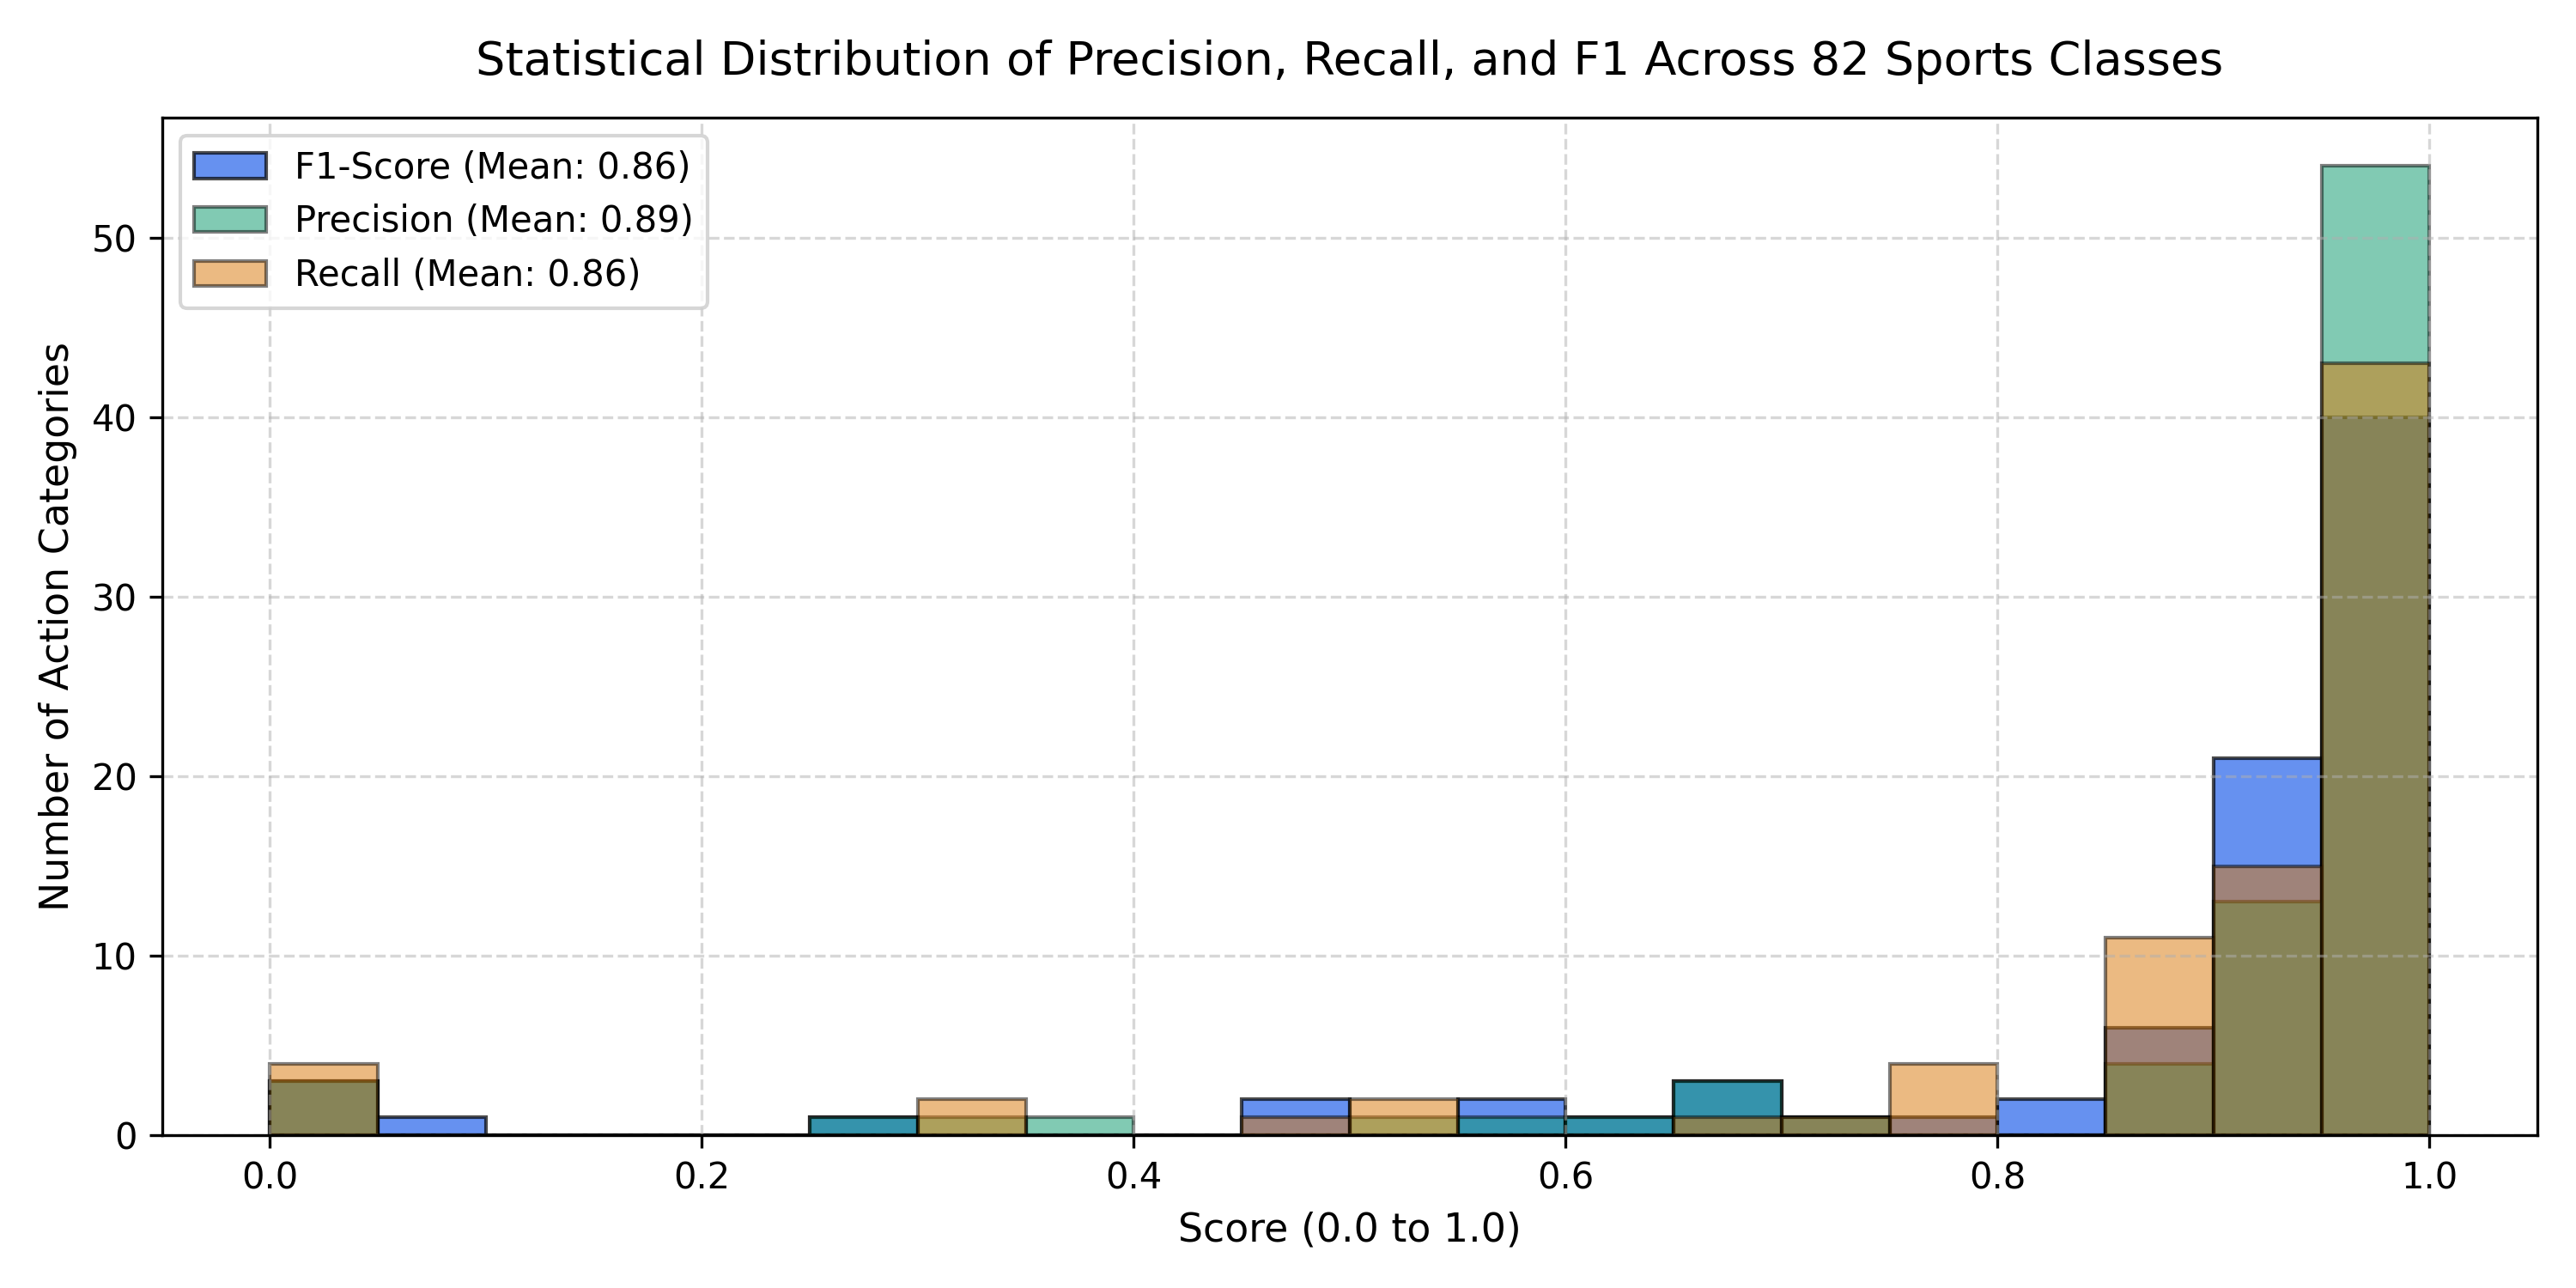 Statistical Distribution of Precision, Recall, and F1 Across 82 Sports Classes
F1-Score (Mean: 0.86)
Precision (Mean: 0.89)
Recall (Mean: 0.86)
Number of Action Categories
50
40
30
20
10
0
0.0 0.2 0.4 0.6 0.8 1.0
Score (0.0 to 1.0)